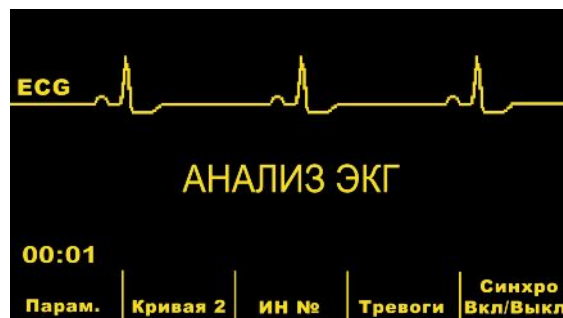 ECG
АНАЛИЗ ЭКГ
00:01
Парам.
Кривая 2
ИН №
Тревоги
Синхро
Вкл/Выкл